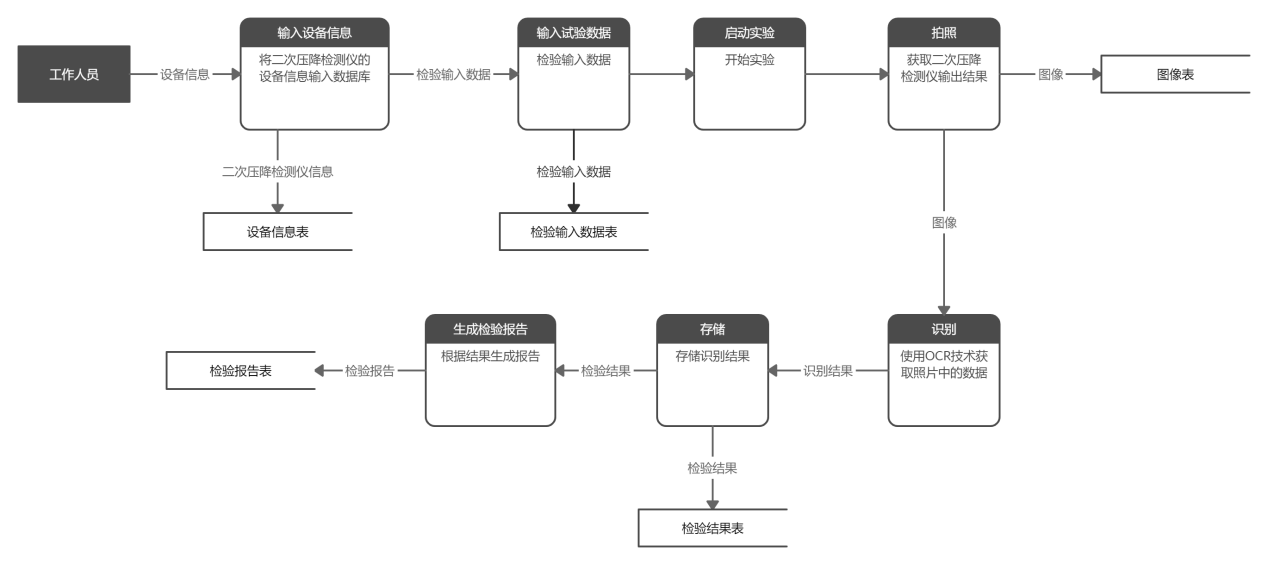 工作人员
设备信息
输入设备信息
将二次压降检测仪的
设备信息输入数据库
检验输入数据
输入试验数据
检验输入数据
启动实验
开始实验
拍照
获取二次压降
检测仪输出结果
图像
图像表
二次压降检测仪信息
设备信息表
检验输入数据
检验输入数据表
图像
识别
使用OCR技术获
取照片中的数据
识别结果
存储
存储识别结果
检验结果
生成检验报告
根据结果生成报告
检验报告
检验报告表
检验结果
检验结果表